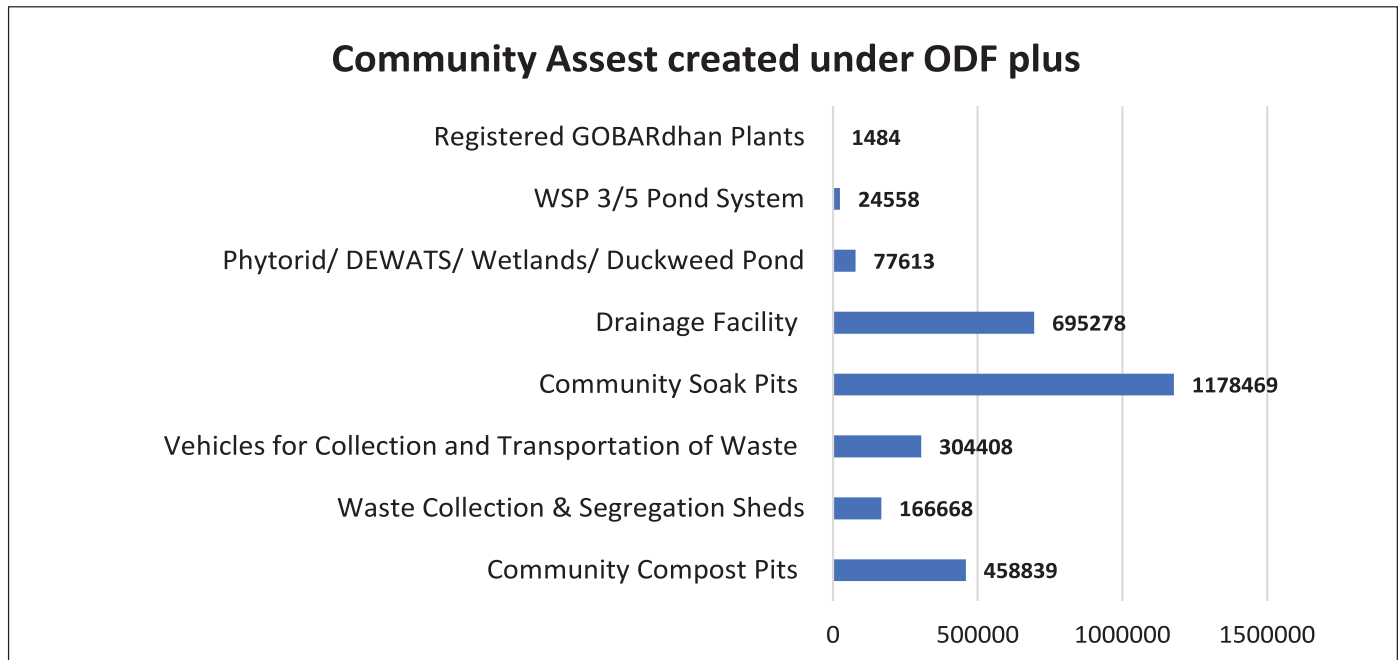 Community Assest created under ODF plus
Registered GOBARdhan Plants 1484
WSP 3/5 Pond System 24558
Phytorid/ DEWATS/ Wetlands/ Duckweed Pond 77613
Drainage Facility 695278
Community Soak Pits 1178469
Vehicles for Collection and Transportation of Waste 304408
Waste Collection & Segregation Sheds 166668
Community Compost Pits 458839
0 500000 1000000 1500000